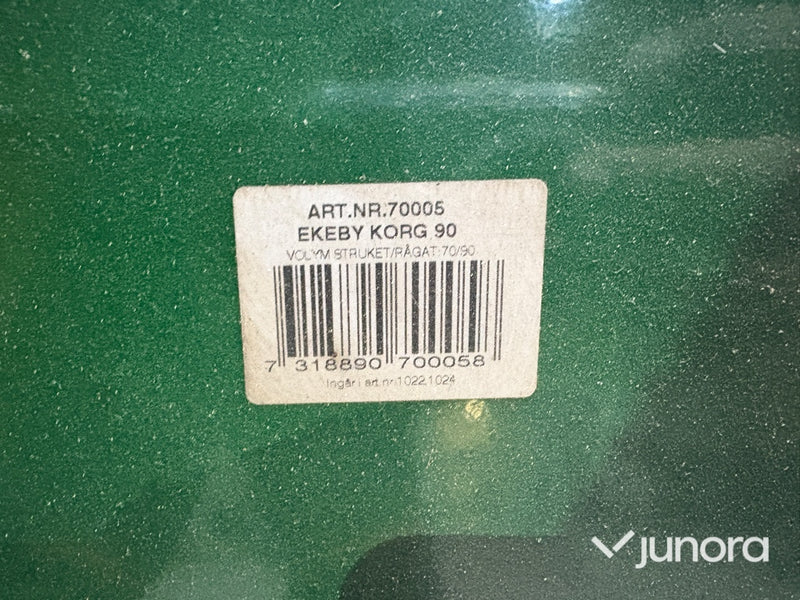 ART.NR.70005
EKEBY KORG 90
VOLYM STRUKET/RÅGAT:70/90
7 318890 700058
Ingår i art.nr.1022,1024
junora